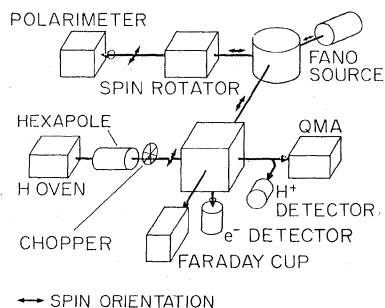 POLARIMETER
FANO
SOURCE
SPIN ROTATOR
HEXAPOLE
QMA
H OVEN
H+
DETECTOR
CHOPPER
e- DETECTOR
FARADAY CUP
SPIN ORIENTATION